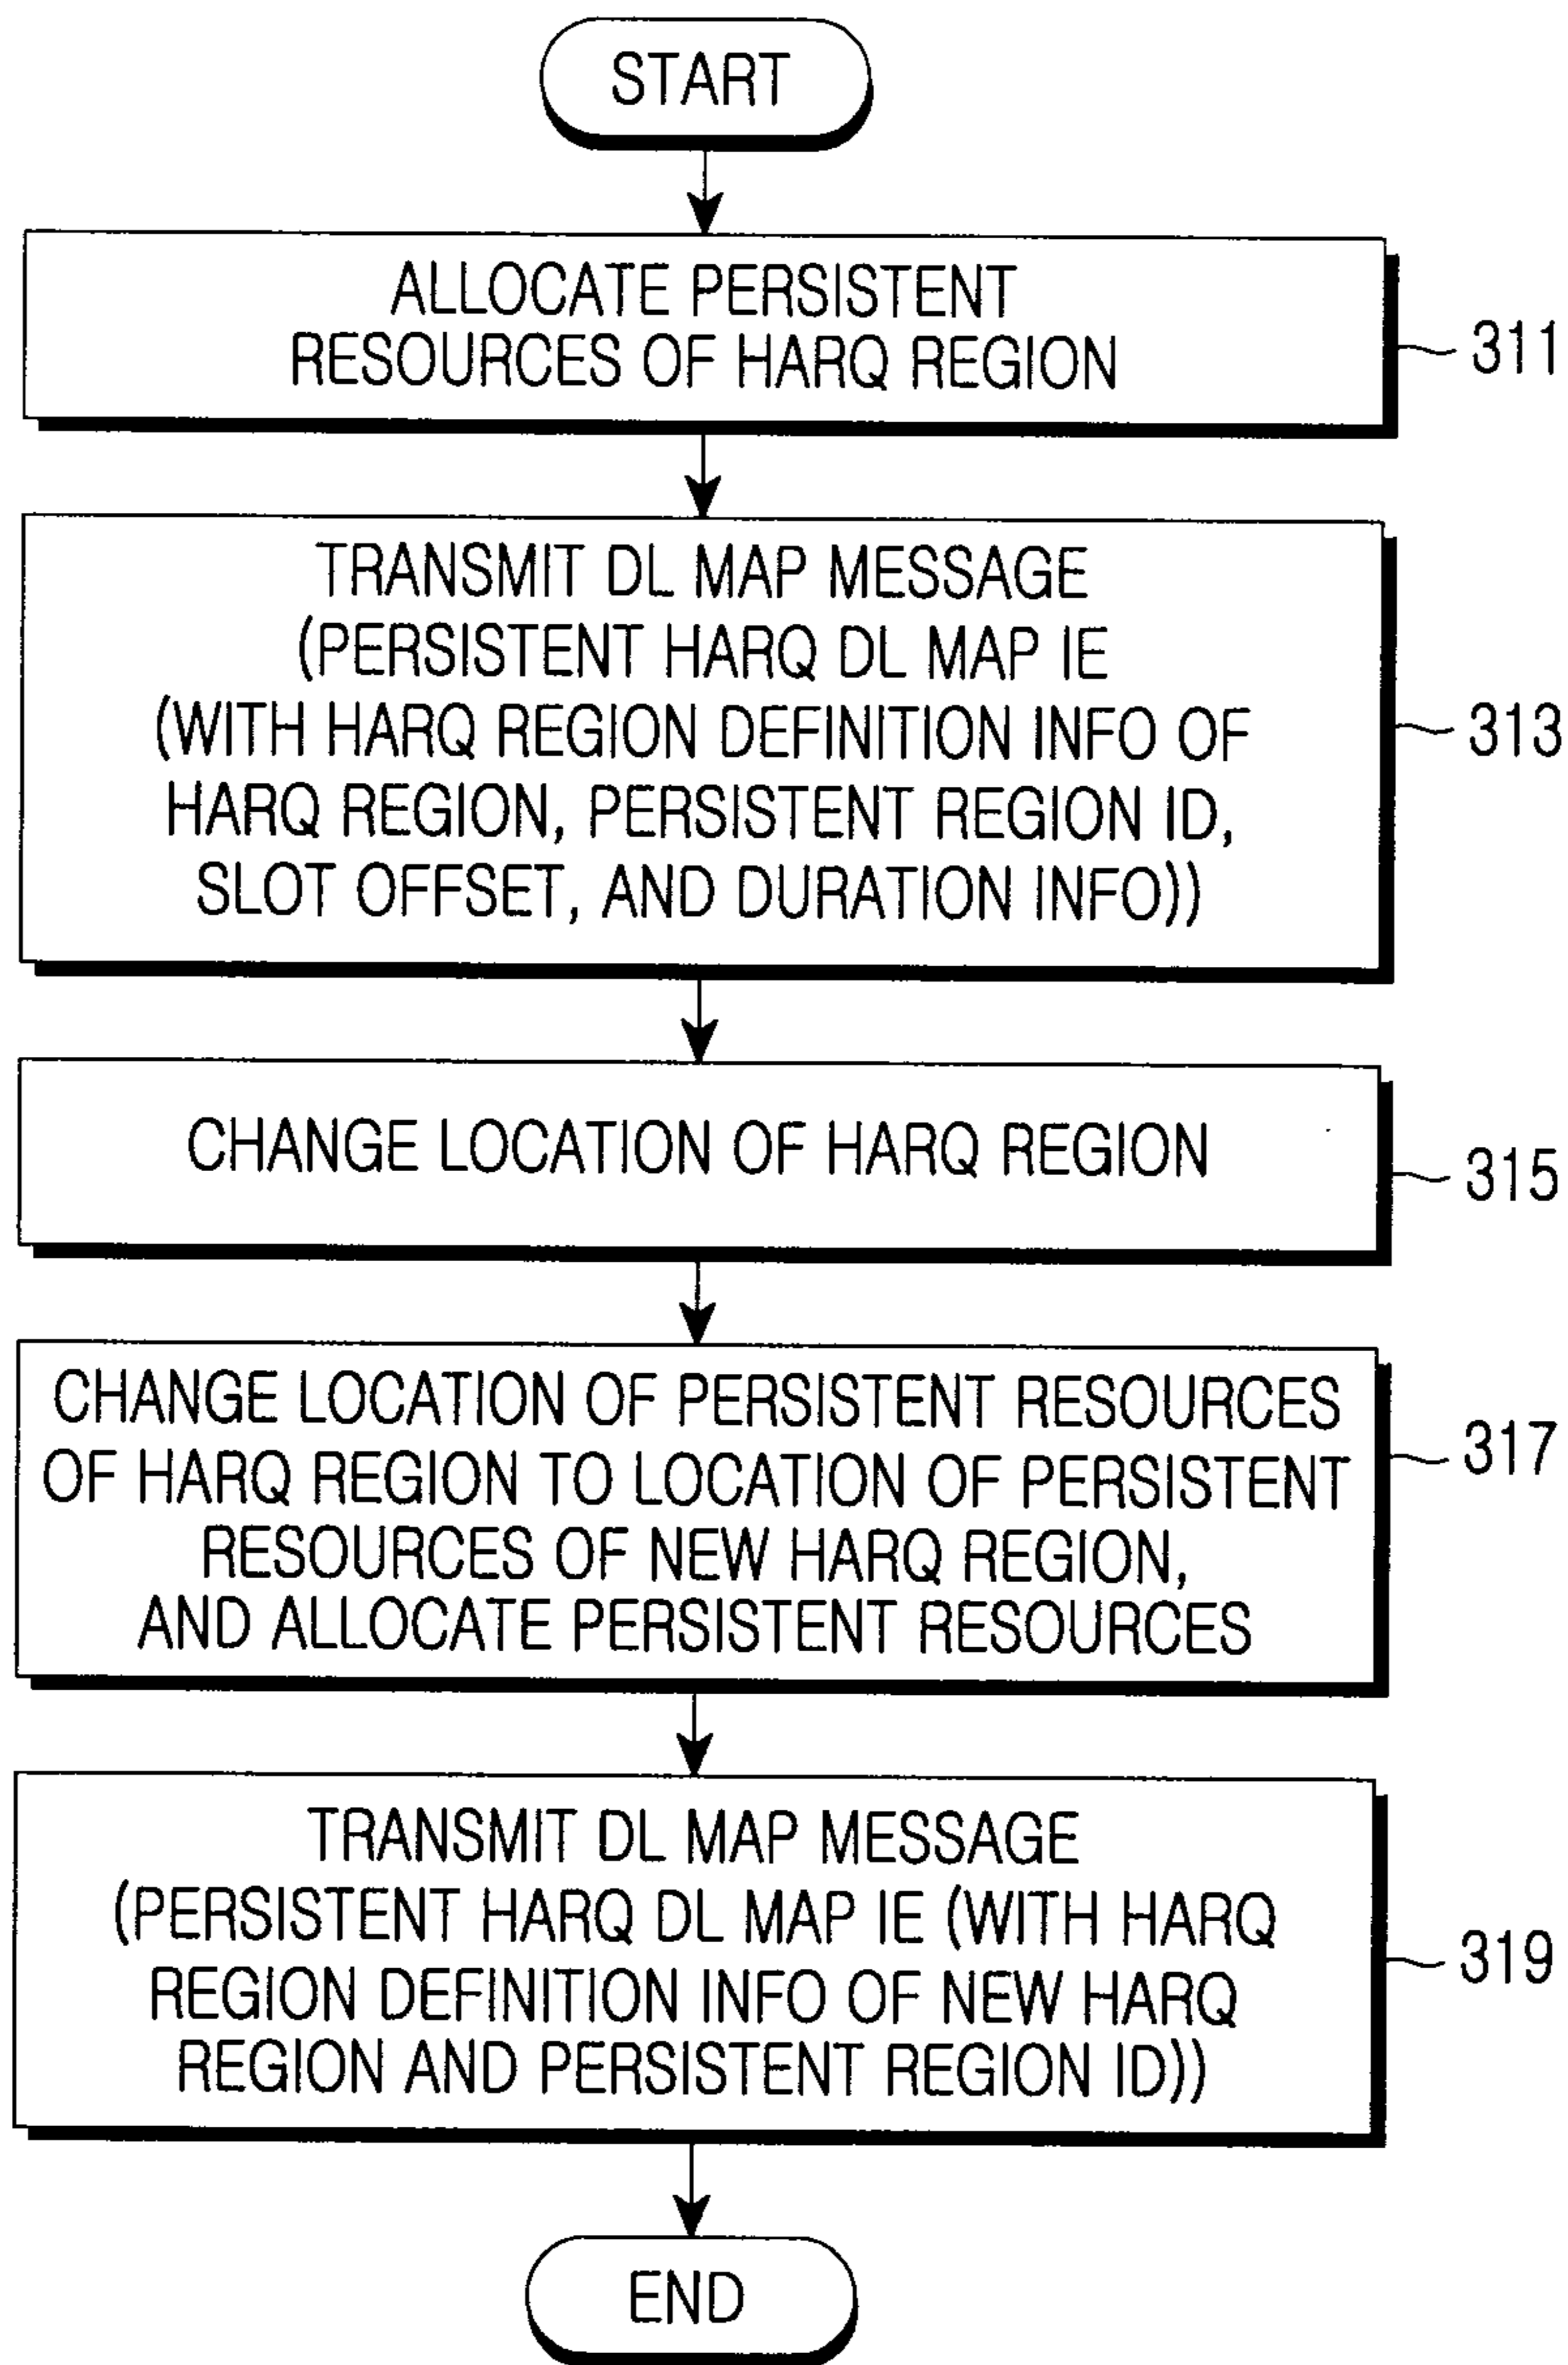 START
ALLOCATE PERSISTENT
RESOURCES OF HARQ REGION
311
TRANSMIT DL MAP MESSAGE
(PERSISTENT HARQ DL MAP IE
(WITH HARQ REGION DEFINITION INFO OF
HARQ REGION, PERSISTENT REGION ID,
SLOT OFFSET, AND DURATION INFO))
313
CHANGE LOCATION OF HARQ REGION
315
CHANGE LOCATION OF PERSISTENT RESOURCES
OF HARQ REGION TO LOCATION OF PERSISTENT
RESOURCES OF NEW HARQ REGION,
AND ALLOCATE PERSISTENT RESOURCES
317
TRANSMIT DL MAP MESSAGE
(PERSISTENT HARQ DL MAP IE (WITH HARQ
REGION DEFINITION INFO OF NEW HARQ
REGION AND PERSISTENT REGION ID))
319
END